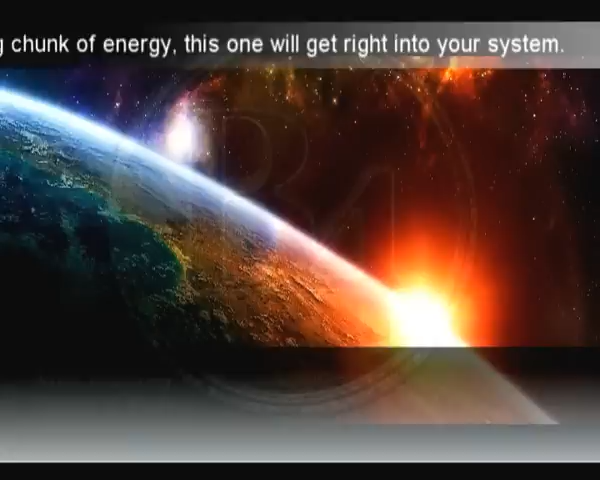 g chunk of energy, this one will get right into your system.